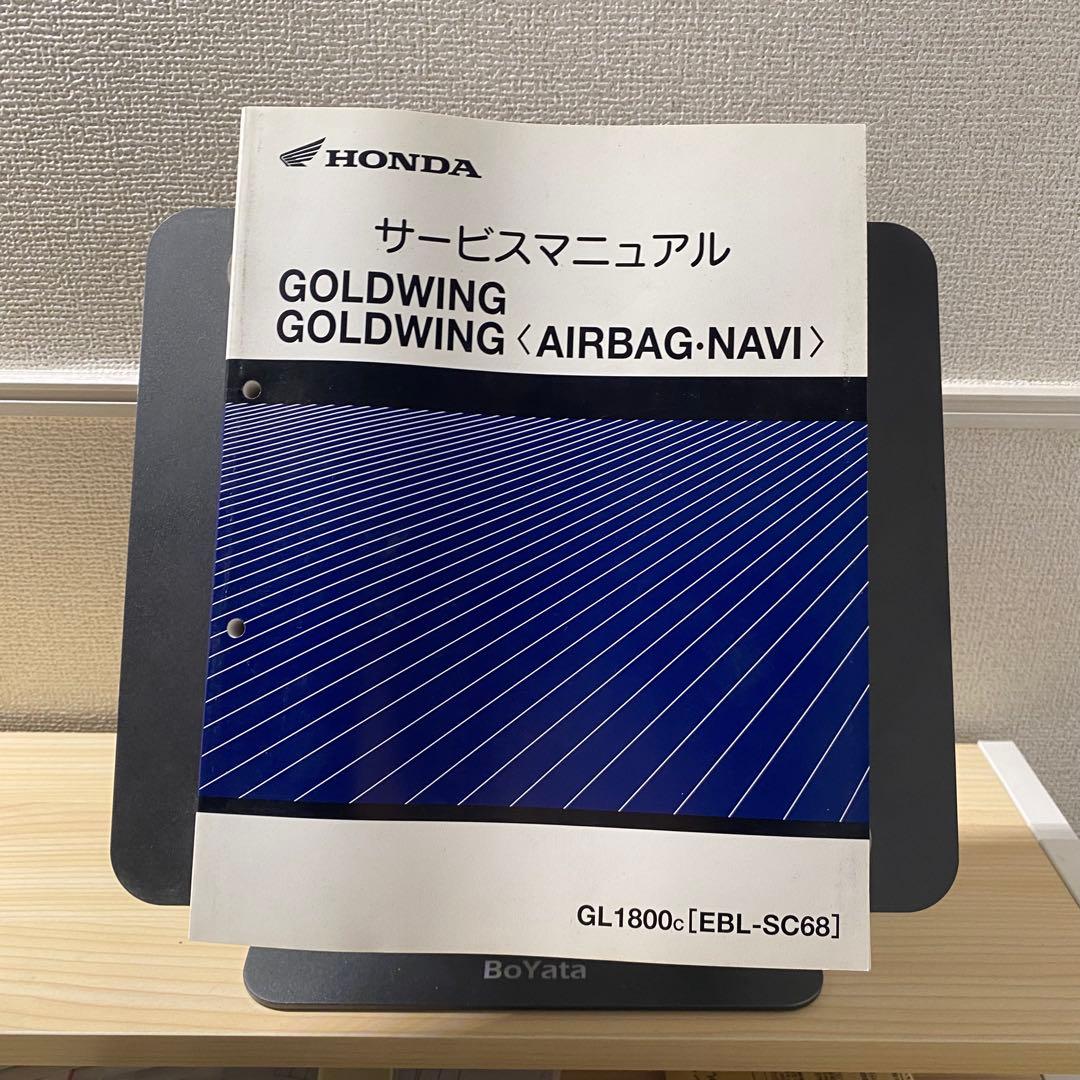 HONDA
サービスマニュアル
GOLDWING
GOLDWING〈AIRBAG·NAVI〉
GL1800c[EBL-SC68]
BoYata